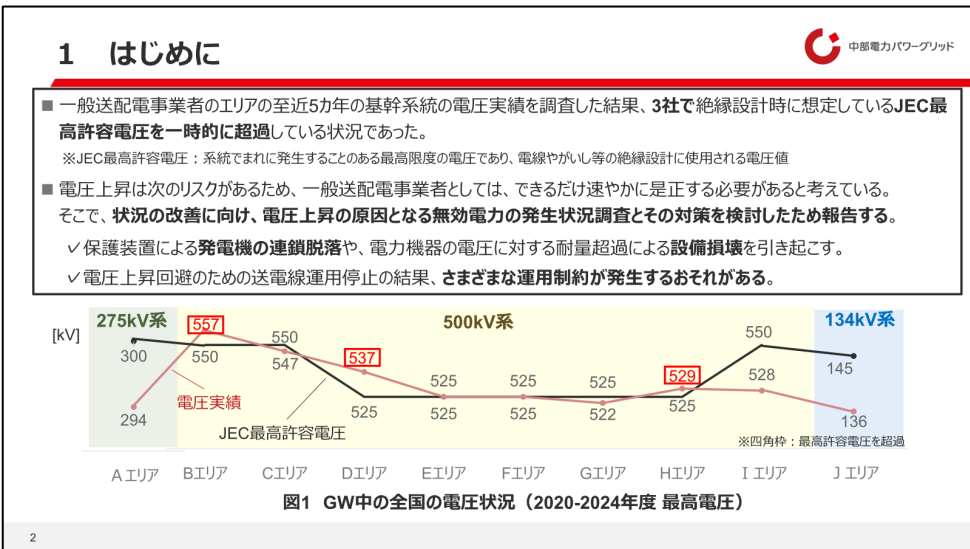 1 はじめに
中部電力パワーグリッド
■ 一般送配電事業者のエリアの至近5カ年の基幹系統の電圧実績を調査した結果、3社で絶縁設計時に想定しているJEC最
高許容電圧を一時的に超過している状況であった。
※JEC最高許容電圧：系統でまれに発生することのある最高限度の電圧であり、電線やがいし等の絶縁設計に使用される電圧値
■ 電圧上昇は次のリスクがあるため、一般送配電事業者としては、できるだけ速やかに是正する必要があると考えている。
そこで、状況の改善に向け、電圧上昇の原因となる無効電力の発生状況調査とその対策を検討したため報告する。
✓保護装置による発電機の連鎖脱落や、電力機器の電圧に対する耐量超過による設備損壊を引き起こす。
✓電圧上昇回避のための送電線運用停止の結果、さまざまな運用制約が発生するおそれがある。
[kV]
275kV系
500kV系
134kV系
300 557 550 550 547 537 525 525 525 525 525 525 522 529 525 550 528 145
294 136
電圧実績
JEC最高許容電圧
※四角枠：最高許容電圧を超過
Aエリア Bエリア Cエリア Dエリア Eエリア Fエリア Gエリア Hエリア Iエリア Jエリア
図1 GW中の全国の電圧状況（2020-2024年度 最高電圧）
2